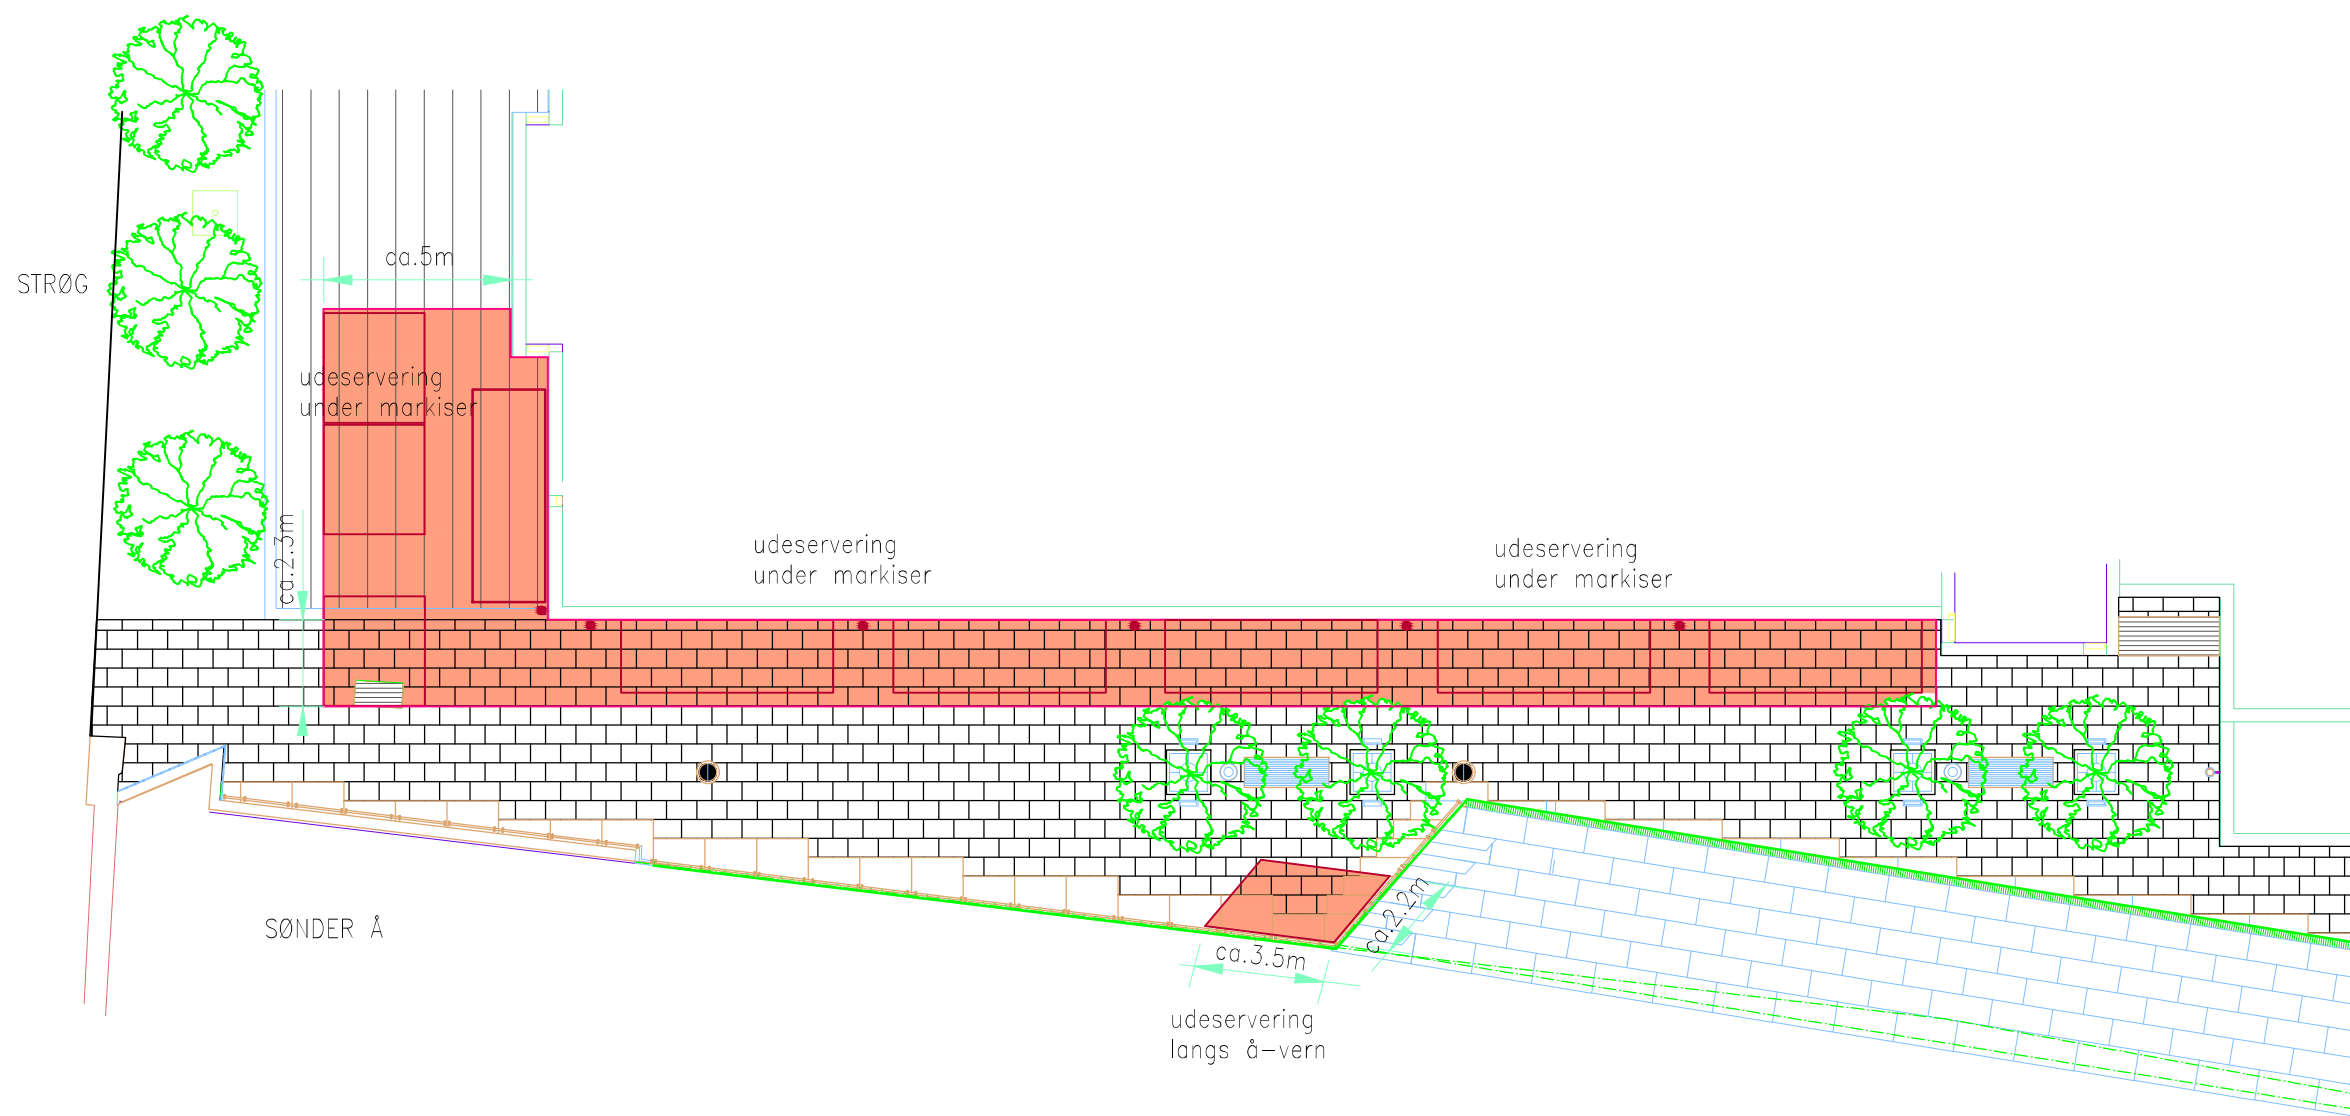 ca.5m
STRØG
udeservering
under markiser
ca.2.3m
udeservering
under markiser
udeservering
under markiser
SØNDER Å
ca.2.2m
ca.3.5m
udeservering
langs å-vern